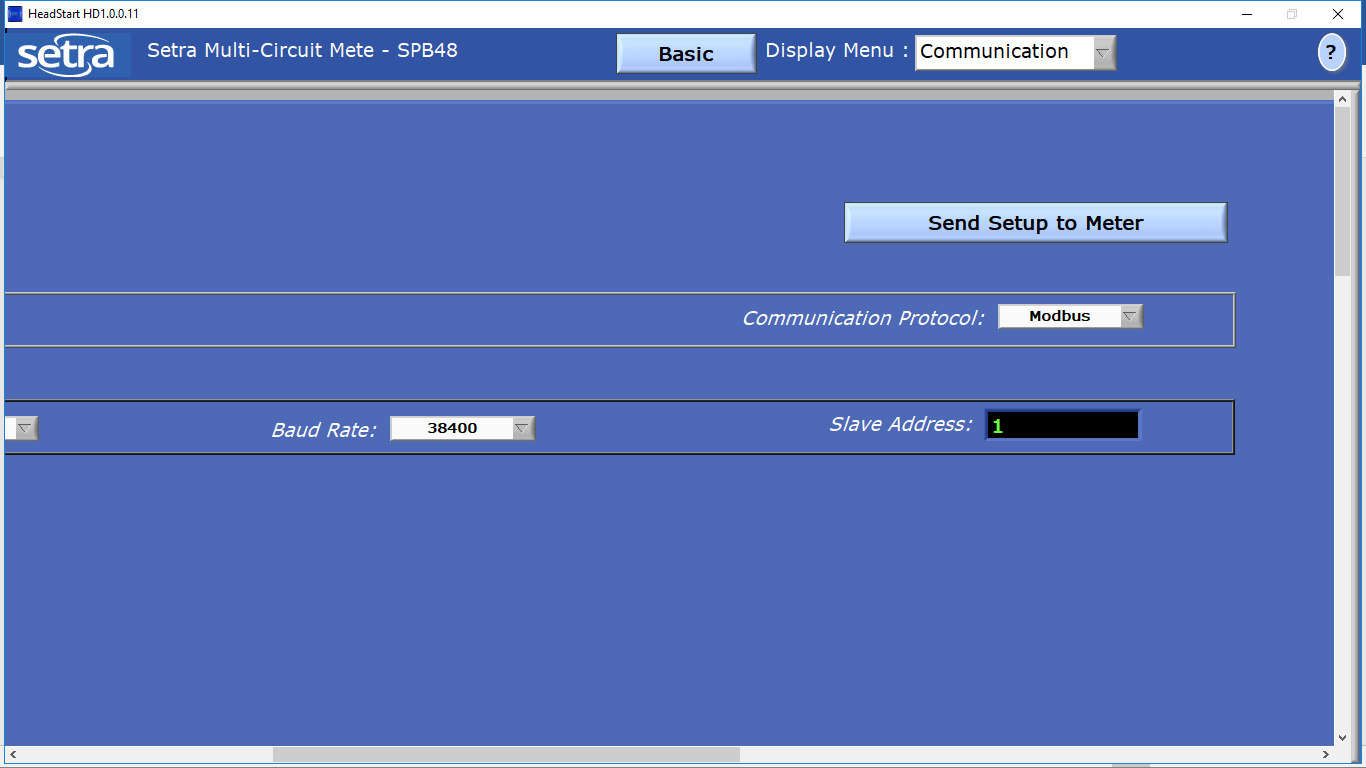 HeadStart HD1.0.0.11
setra Setra Multi-Circuit Mete - SPB48 Basic Display Menu : Communication ?
Send Setup to Meter
Communication Protocol: Modbus
Baud Rate: 38400 Slave Address: 1